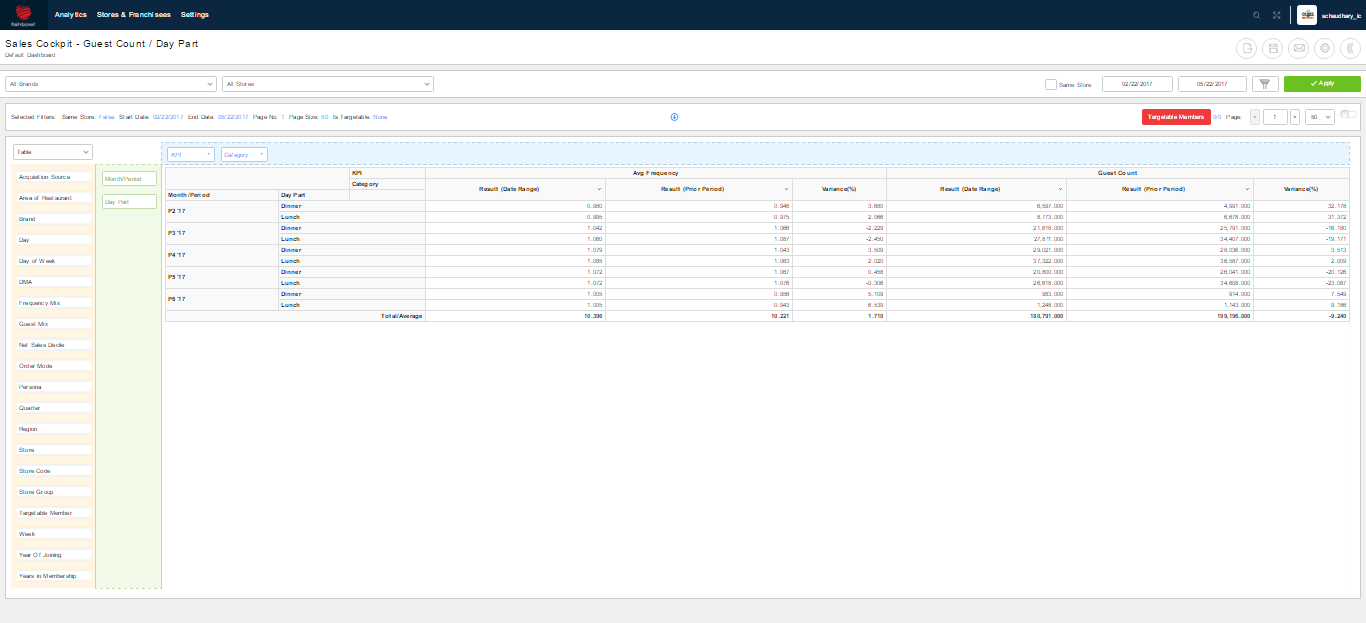 fishbowl
Analytics Stores & Franchisees Settings
schaudhary_ic
Sales Cockpit - Guest Count / Day Part
Default Dashboard
All Brands All Stores Same Store 02/22/2017 05/22/2017 Apply
Selected Filters: Same Store: False Start Date: 02/22/2017 End Date: 05/22/2017 Page No: 1 Page Size: 50 Is Targetable: None Targetable Members 0/0 Page: « 1 » 50
Table KPI Category
Acquisition Source
Area of Restaurant
Brand
Day
Day of Week
DMA
Frequency Mix
Guest Mix
Net Sales Decile
Order Mode
Persona
Quarter
Region
Store
Store Code
Store Group
Targetable Member
Week
Year Of Joining
Years in Membership
Month/Period
Day Part
KPI Avg Frequency Guest Count
Category Result (Date Range) Result (Prior Period) Variance(%) Result (Date Range) Result (Prior Period) Variance(%)
Month/Period Day Part
P2 '17 Dinner 0.980 0.946 3.680 6,597.000 4,991.000 32.178
Lunch 0.995 0.975 2.086 8,773.000 6,678.000 31.372
P3 '17 Dinner 1.042 1.066 -2.229 21,618.000 25,791.000 -16.180
Lunch 1.060 1.087 -2.450 27,811.000 34,407.000 -19.171
P4 '17 Dinner 1.079 1.043 3.509 29,021.000 28,036.000 3.513
Lunch 1.085 1.063 2.020 37,322.000 36,587.000 2.009
P5 '17 Dinner 1.072 1.067 0.458 20,800.000 26,041.000 -20.126
Lunch 1.072 1.076 -0.306 26,618.000 34,608.000 -23.087
P6 '17 Dinner 1.005 0.956 5.109 983.000 914.000 7.549
Lunch 1.005 0.943 6.539 1,248.000 1,143.000 9.186
Total/Average 10.396 10.221 1.710 180,791.000 199,196.000 -9.240